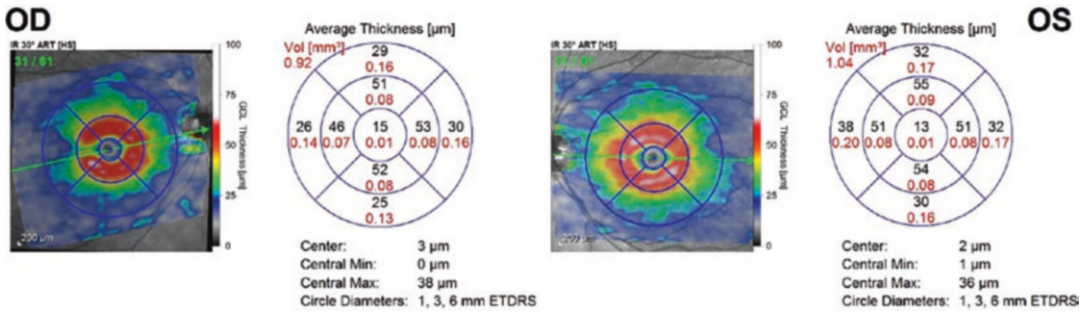 OD
IR 30° ART [HS]
31 / 61
200 µm
100
75
50
25
0
GCL Thickness [µm]
Average Thickness [µm]
Vol [mm³]
0.92
29
0.16
51
0.08
26 46 15 53 30
0.14 0.07 0.01 0.08 0.16
52
0.08
25
0.13
Center: 3 µm
Central Min: 0 µm
Central Max: 38 µm
Circle Diameters: 1, 3, 6 mm ETDRS
OS
IR 30° ART [HS]
200 µm
100
75
50
25
0
GCL Thickness [µm]
Average Thickness [µm]
Vol [mm³]
1.04
32
0.17
55
0.09
38 51 13 51 32
0.20 0.08 0.01 0.08 0.17
54
0.08
30
0.16
Center: 2 µm
Central Min: 1 µm
Central Max: 36 µm
Circle Diameters: 1, 3, 6 mm ETDRS